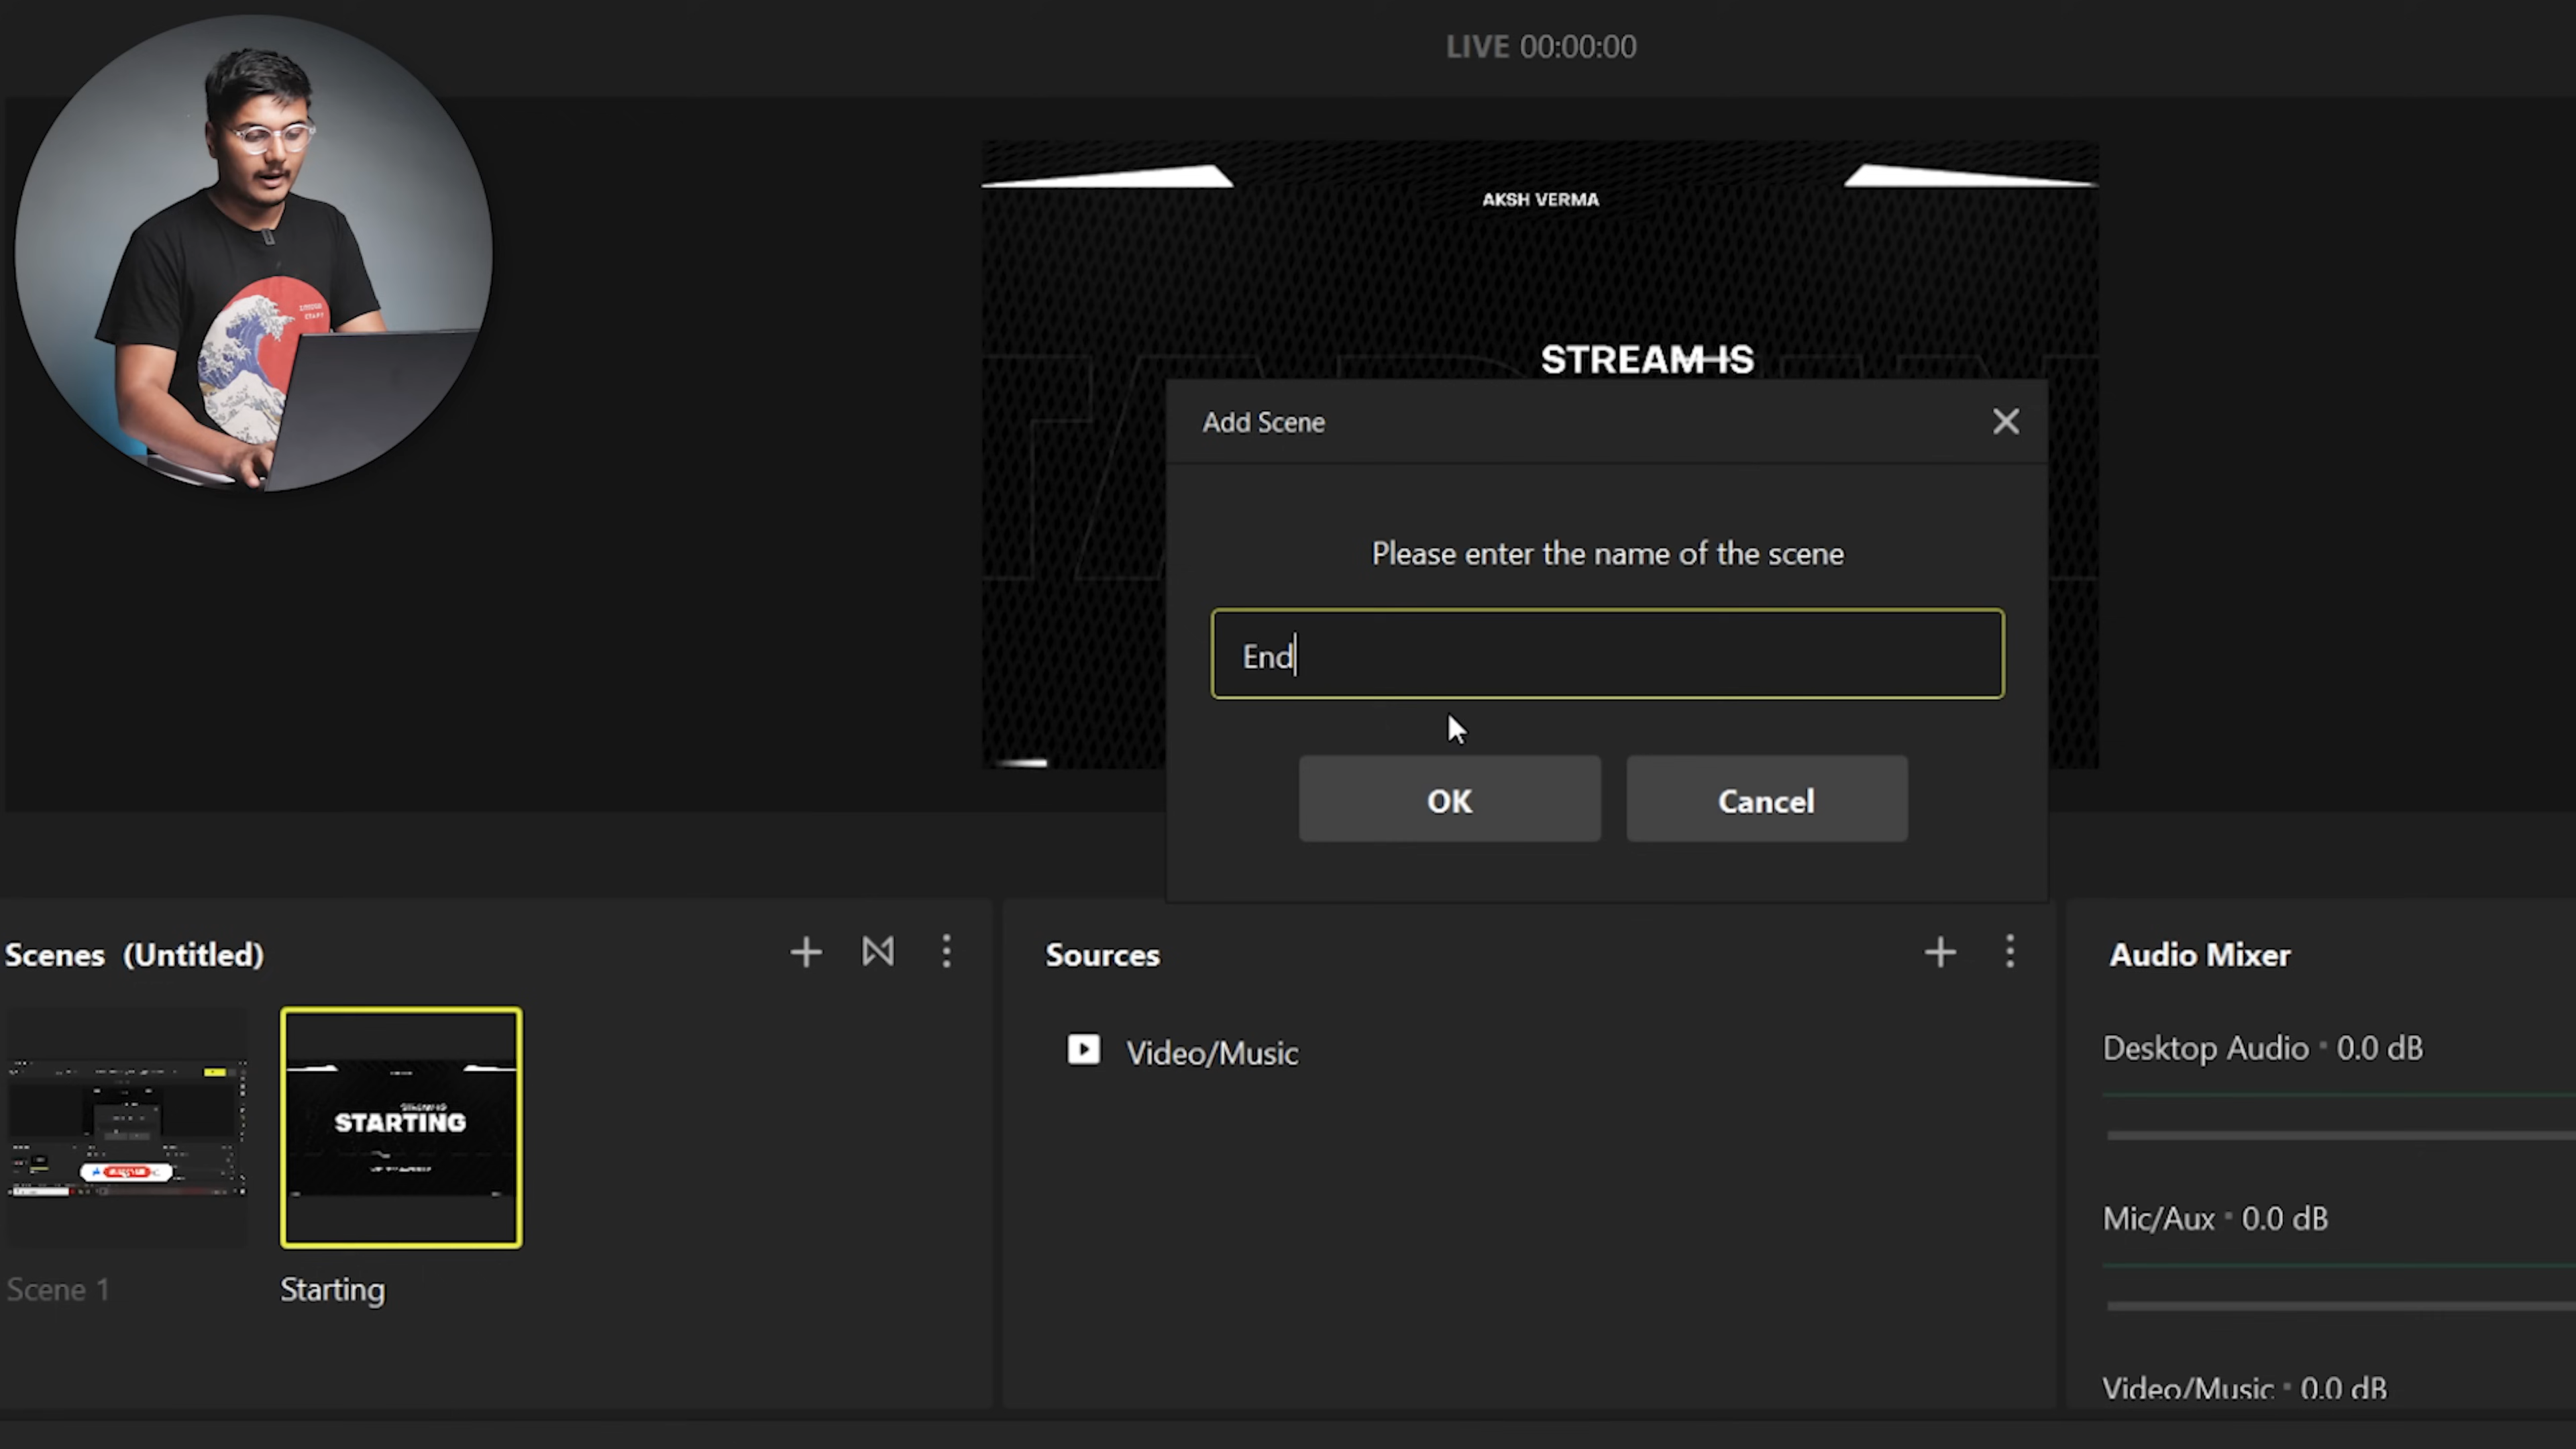 LIVE 00:00:00
AKSH VERMA
STREAM IS
Add Scene
Please enter the name of the scene
End
OK
Cancel
Scenes (Untitled)
Sources
Audio Mixer
Video/Music
Desktop Audio 0.0 dB
STARTING
Mic/Aux 0.0 dB
Scene 1
Starting
Video/Music 0.0 dB